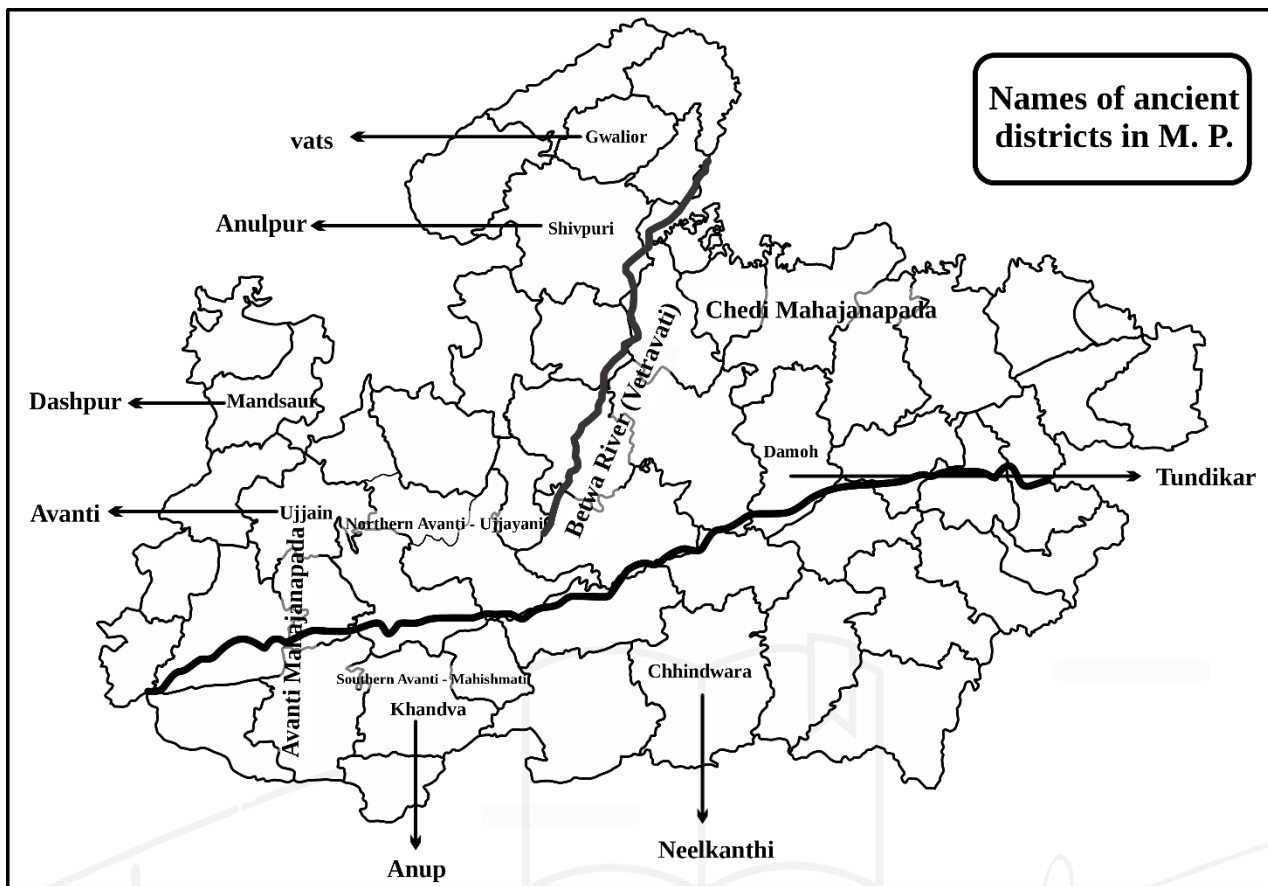 Names of ancient
districts in M. P.
vats
Gwalior
Anulpur
Shivpuri
Chedi Mahajanapada
Betwa River (Vetravati)
Dashpur
Mandsaur
Damoh
Tundikar
Avanti
Ujjain
Northern Avanti - Ujjayani
Avanti Mahajanapada
Southern Avanti - Mahishmati
Khandva
Chhindwara
Neelkanthi
Anup